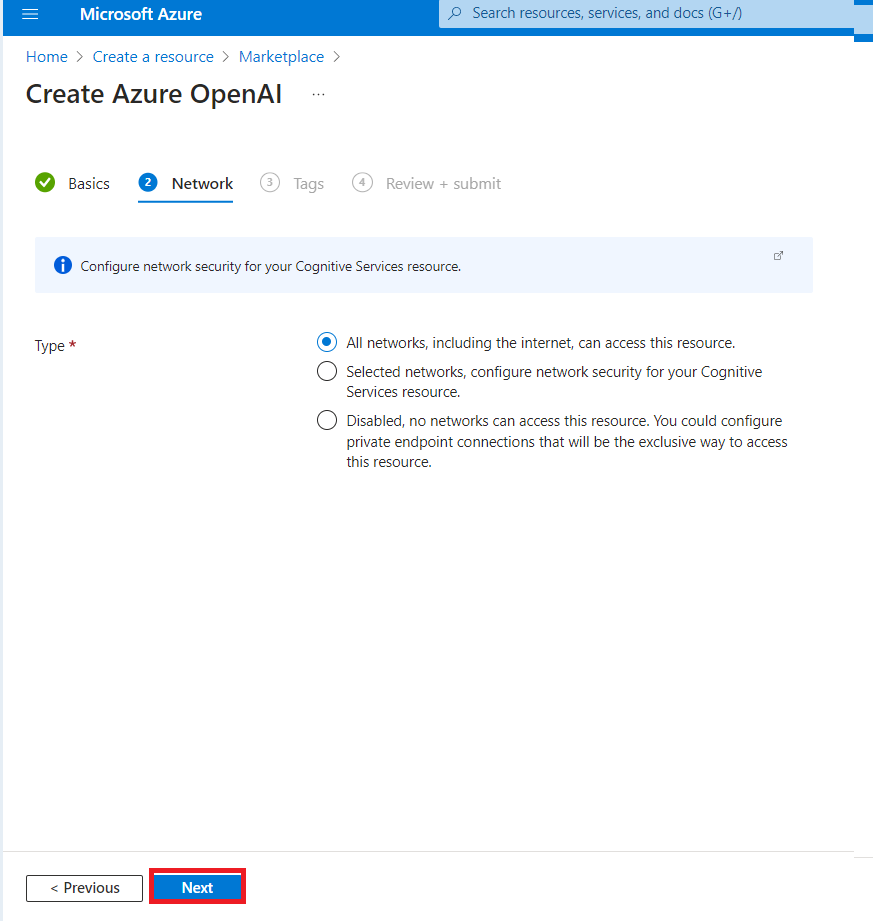 Microsoft Azure
Search resources, services, and docs (G+/)
Home > Create a resource > Marketplace >
Create Azure OpenAI ...
Basics 2 Network 3 Tags 4 Review + submit
Configure network security for your Cognitive Services resource.
Type *
All networks, including the internet, can access this resource.
Selected networks, configure network security for your Cognitive
Services resource.
Disabled, no networks can access this resource. You could configure
private endpoint connections that will be the exclusive way to access
this resource.
< Previous Next